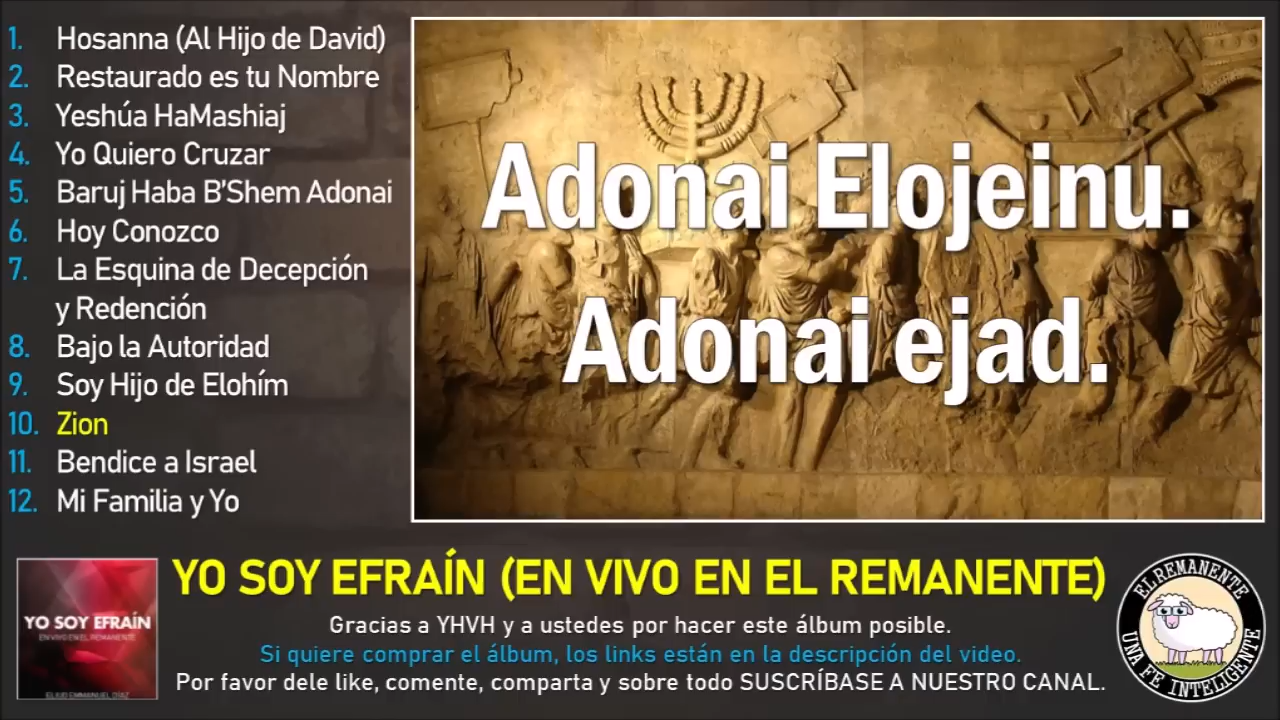 1. Hosanna (Al Hijo de David)
2. Restaurado es tu Nombre
3. Yeshúa HaMashiaj
4. Yo Quiero Cruzar
5. Baruj Haba B'Shem Adonai
6. Hoy Conozco
7. La Esquina de Decepción
y Redención
8. Bajo la Autoridad
9. Soy Hijo de Elohím
10. Zion
11. Bendice a Israel
12. Mi Familia y Yo
Adonai Elojeinu.
Adonai ejad.
YO SOY EFRAÍN
EN VIVO EN EL REMANENTE
ELIUD EMMANUEL DÍAZ
YO SOY EFRAÍN (EN VIVO EN EL REMANENTE)
Gracias a YHVH y a ustedes por hacer este álbum posible.
Si quiere comprar el álbum, los links están en la descripción del video.
Por favor dele like, comente, comparta y sobre todo SUSCRÍBASE A NUESTRO CANAL.
EL REMANENTE
UNA FE INTELIGENTE